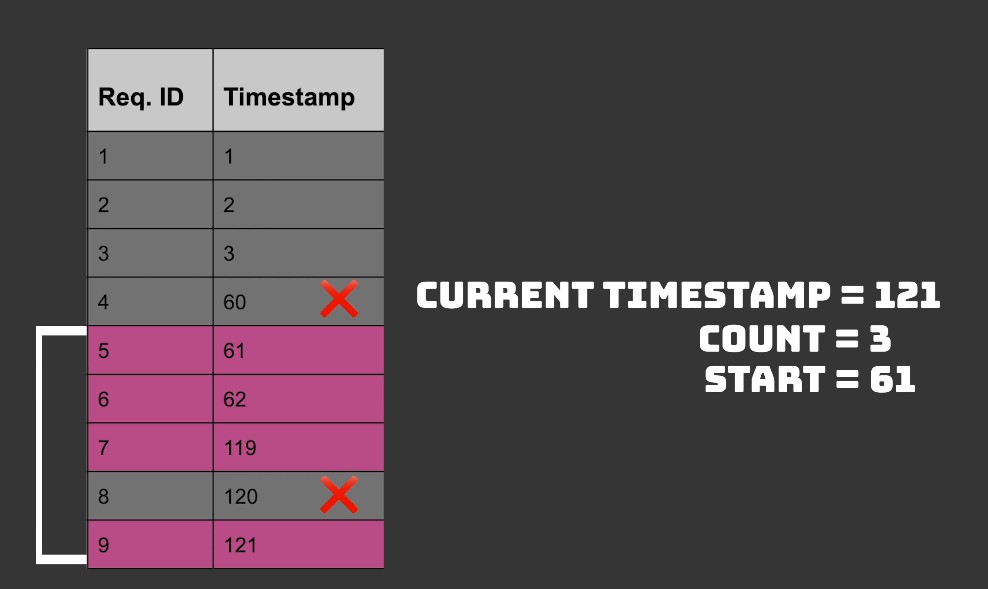 Req. ID Timestamp
1 1
2 2
3 3
4 60
5 61
6 62
7 119
8 120
9 121
CURRENT TIMESTAMP = 121
COUNT = 3
START = 61